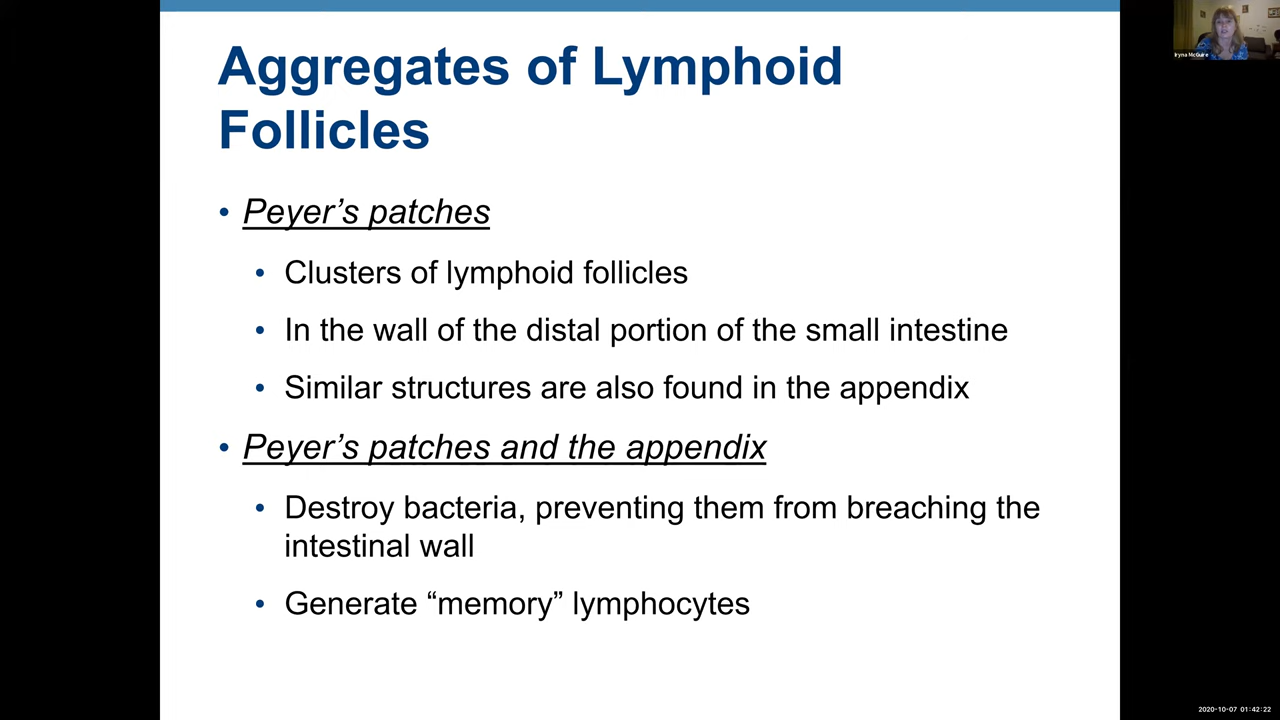 Aggregates of Lymphoid
Follicles
• Peyer’s patches
• Clusters of lymphoid follicles
• In the wall of the distal portion of the small intestine
• Similar structures are also found in the appendix
• Peyer’s patches and the appendix
• Destroy bacteria, preventing them from breaching the
intestinal wall
• Generate “memory” lymphocytes
Iryna McGuire
2020-10-07 01:42:22